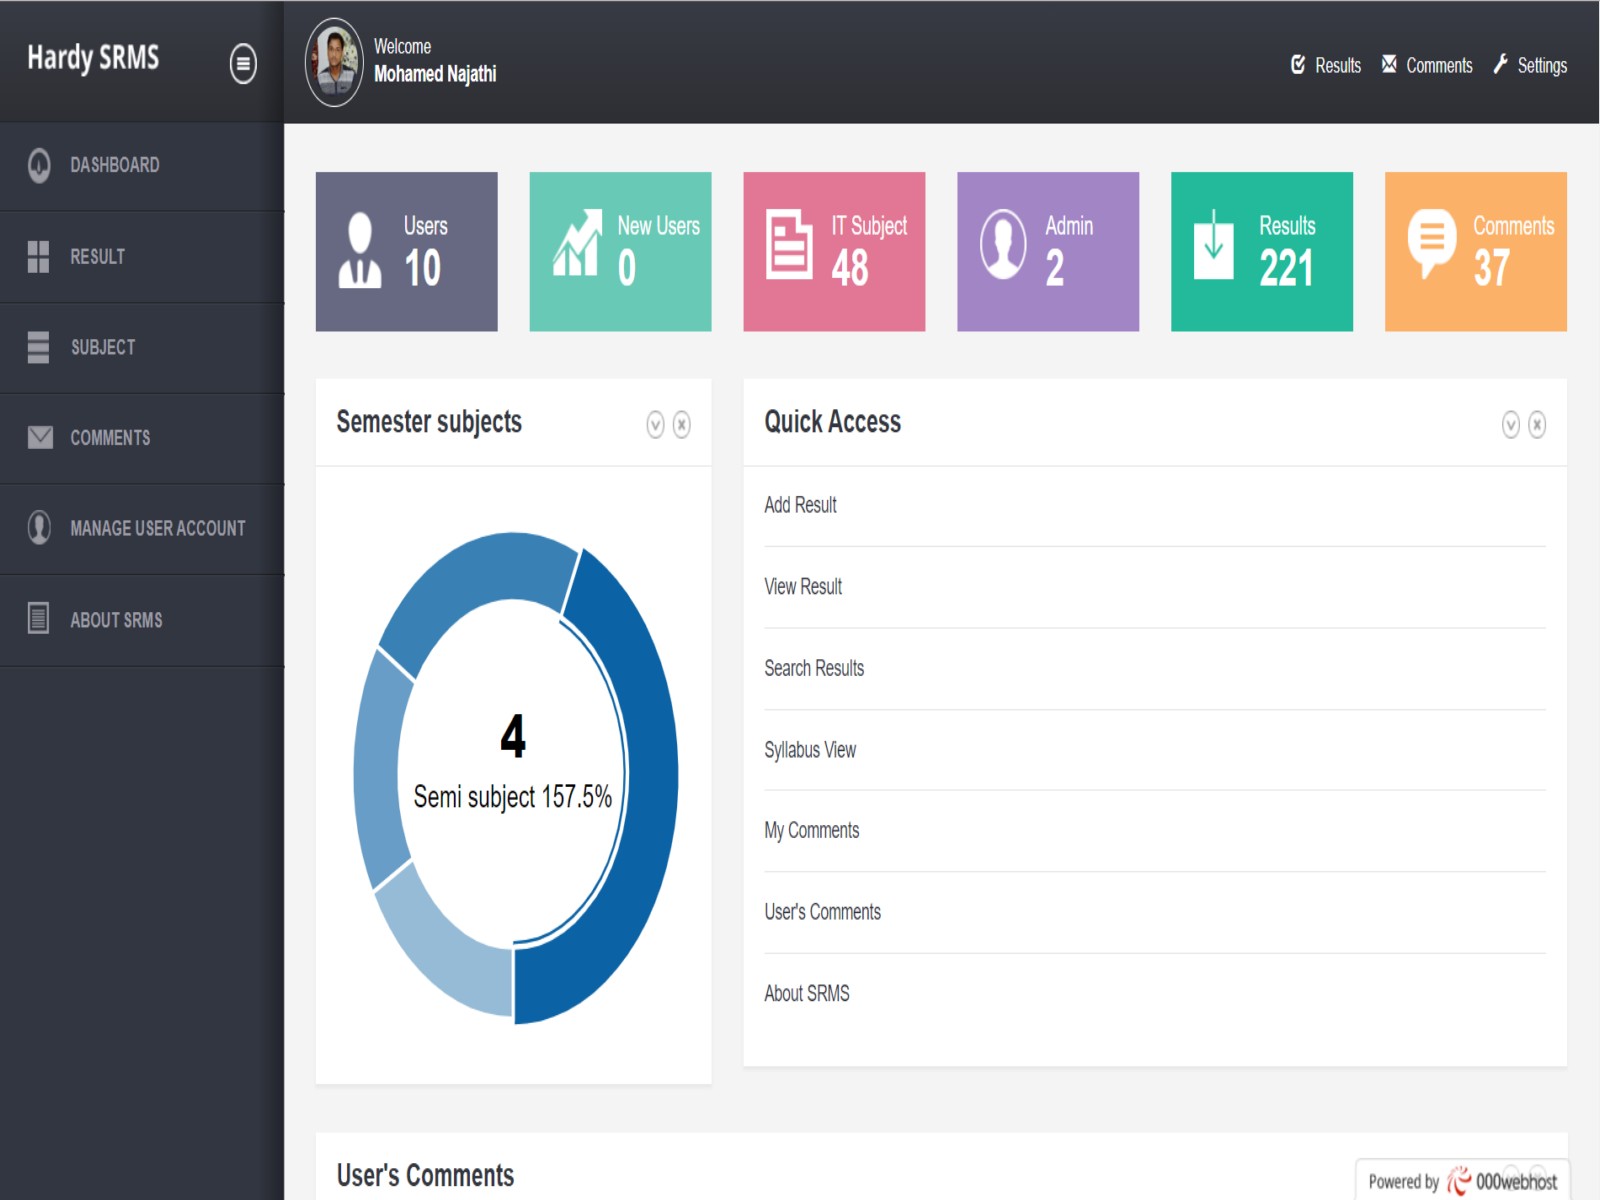 Hardy SRMS
Welcome
Mohamed Najathi
Results
Comments
Settings
DASHBOARD
RESULT
SUBJECT
COMMENTS
MANAGE USER ACCOUNT
ABOUT SRMS
Users
10
New Users
0
IT Subject
48
Admin
2
Results
221
Comments
37
Semester subjects
4
Semi subject 157.5%
Quick Access
Add Result
View Result
Search Results
Syllabus View
My Comments
User's Comments
About SRMS
User's Comments
Powered by 000webhost